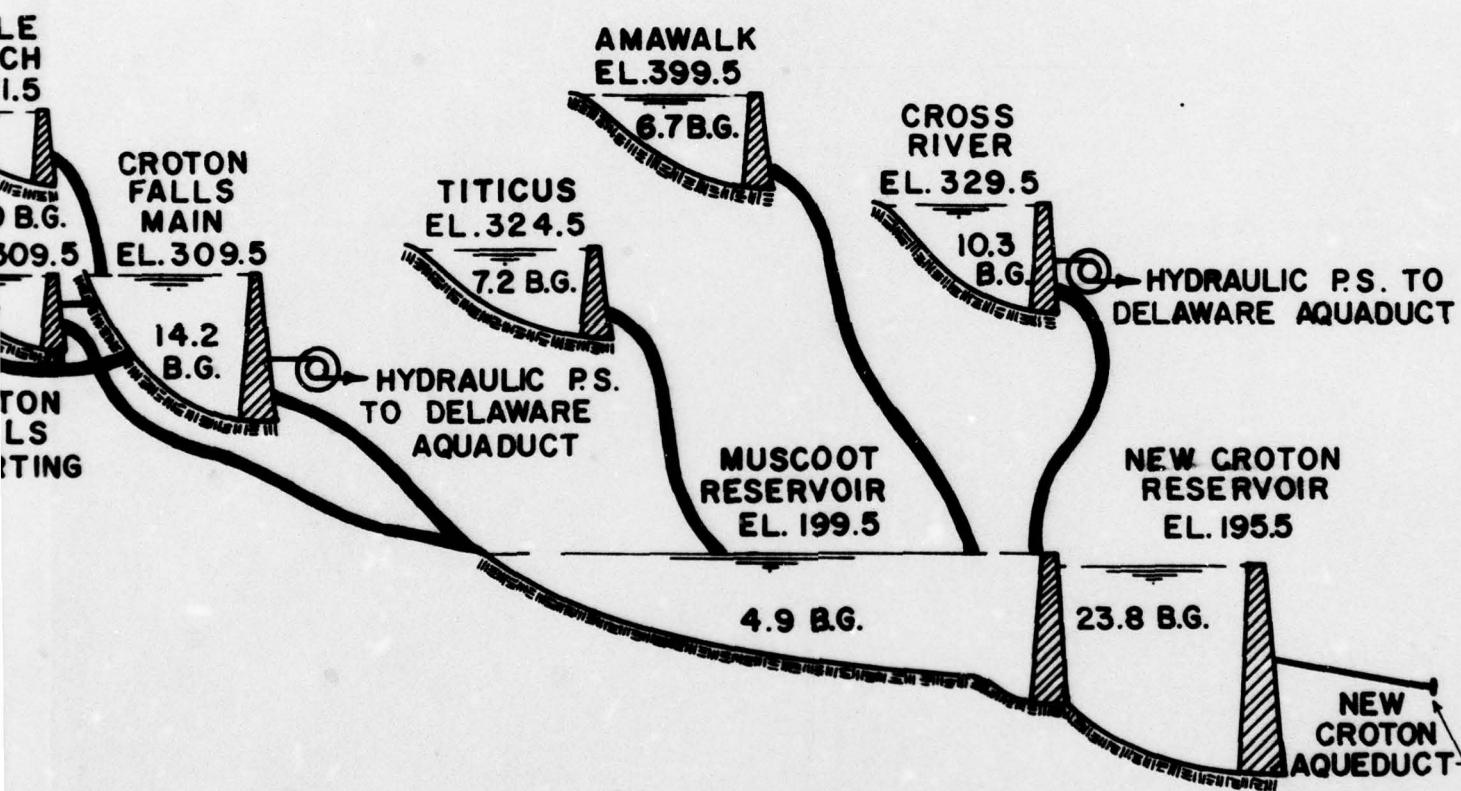 AMAWALK
EL.399.5
6.7 B.G.
CROSS
RIVER
EL. 329.5
10.3
B.G.
HYDRAULIC P.S. TO
DELAWARE AQUADUCT
CROTON
FALLS
MAIN
EL. 309.5
14.2
B.G.
HYDRAULIC P.S.
TO DELAWARE
AQUADUCT
TITICUS
EL. 324.5
7.2 B.G.
B.G.
MUSCOOT
RESERVOIR
EL. 199.5
4.9 B.G.
NEW CROTON
RESERVOIR
EL. 195.5
23.8 B.G.
NEW
CROTON
AQUEDUCT